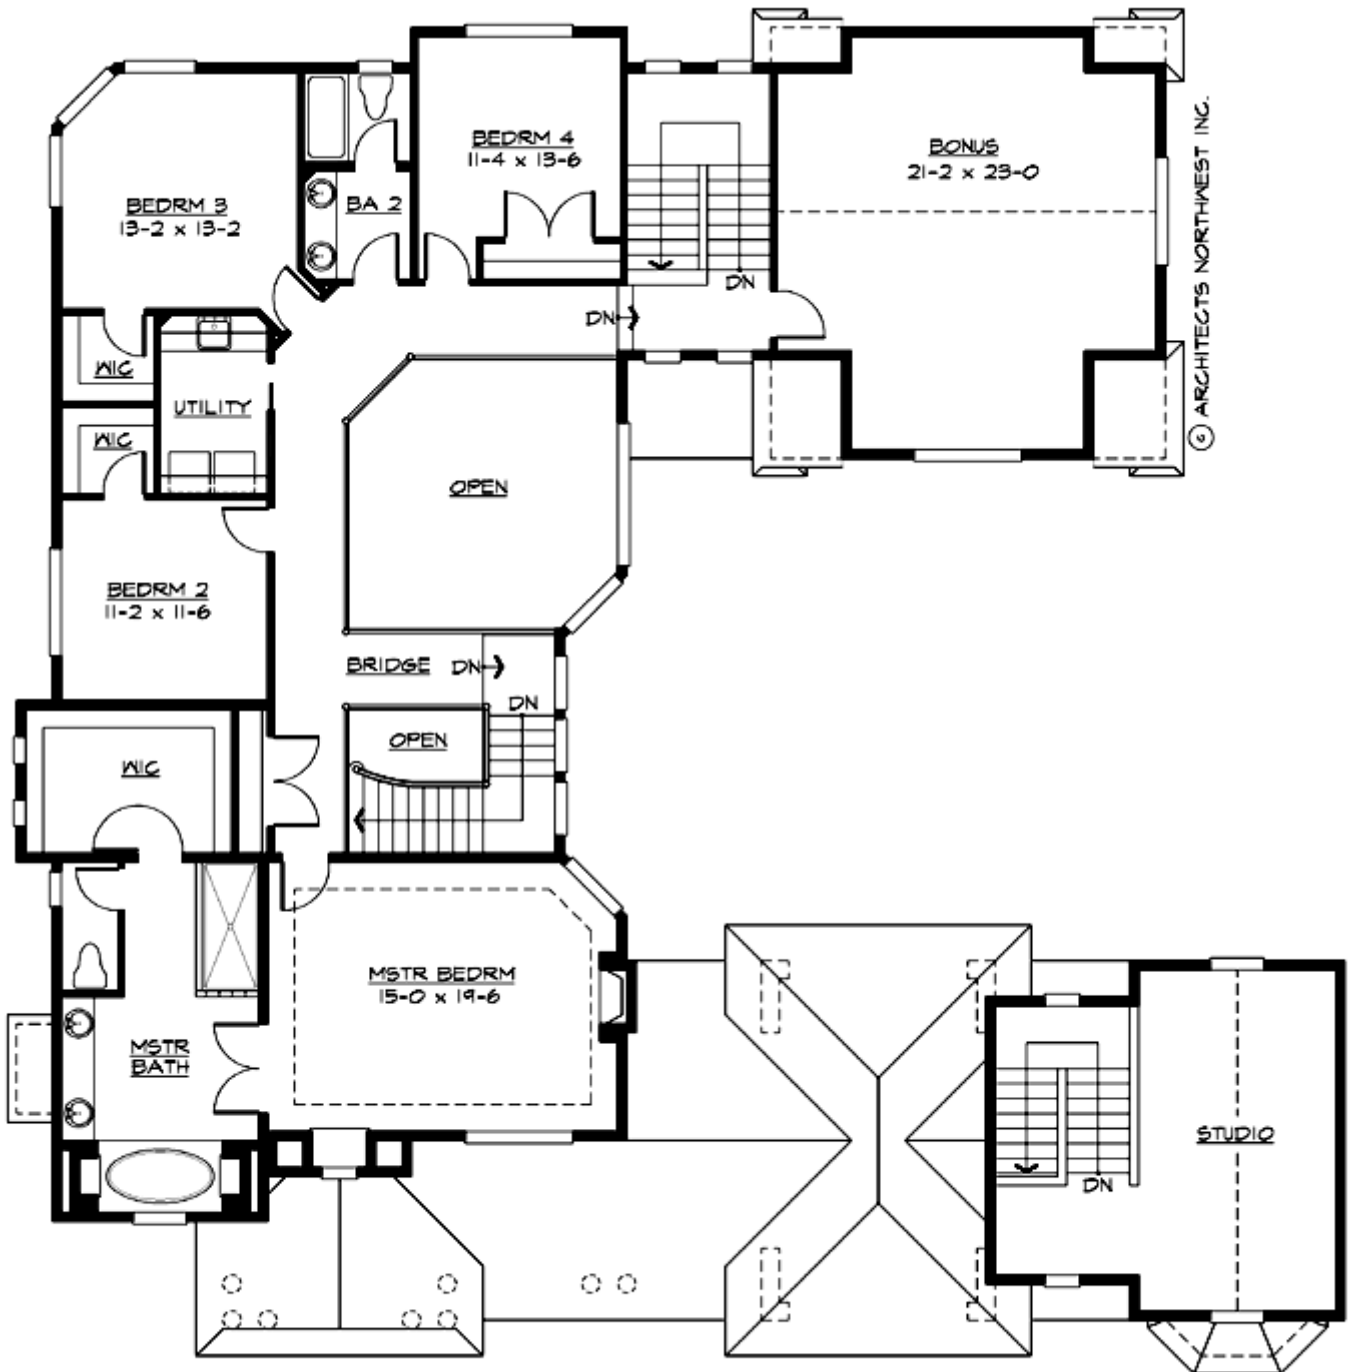 BEDRM 4
11-4 x 13-6
BONUS
21-2 x 23-0
© ARCHITECTS NORTHWEST INC.
BEDRM 3
13-2 x 13-2
BA 2
DN
DN
WIC
UTILITY
WIC
OPEN
BEDRM 2
11-2 x 11-6
BRIDGE
DN
DN
OPEN
WIC
MSTR BEDRM
15-0 x 19-6
MSTR
BATH
STUDIO
DN